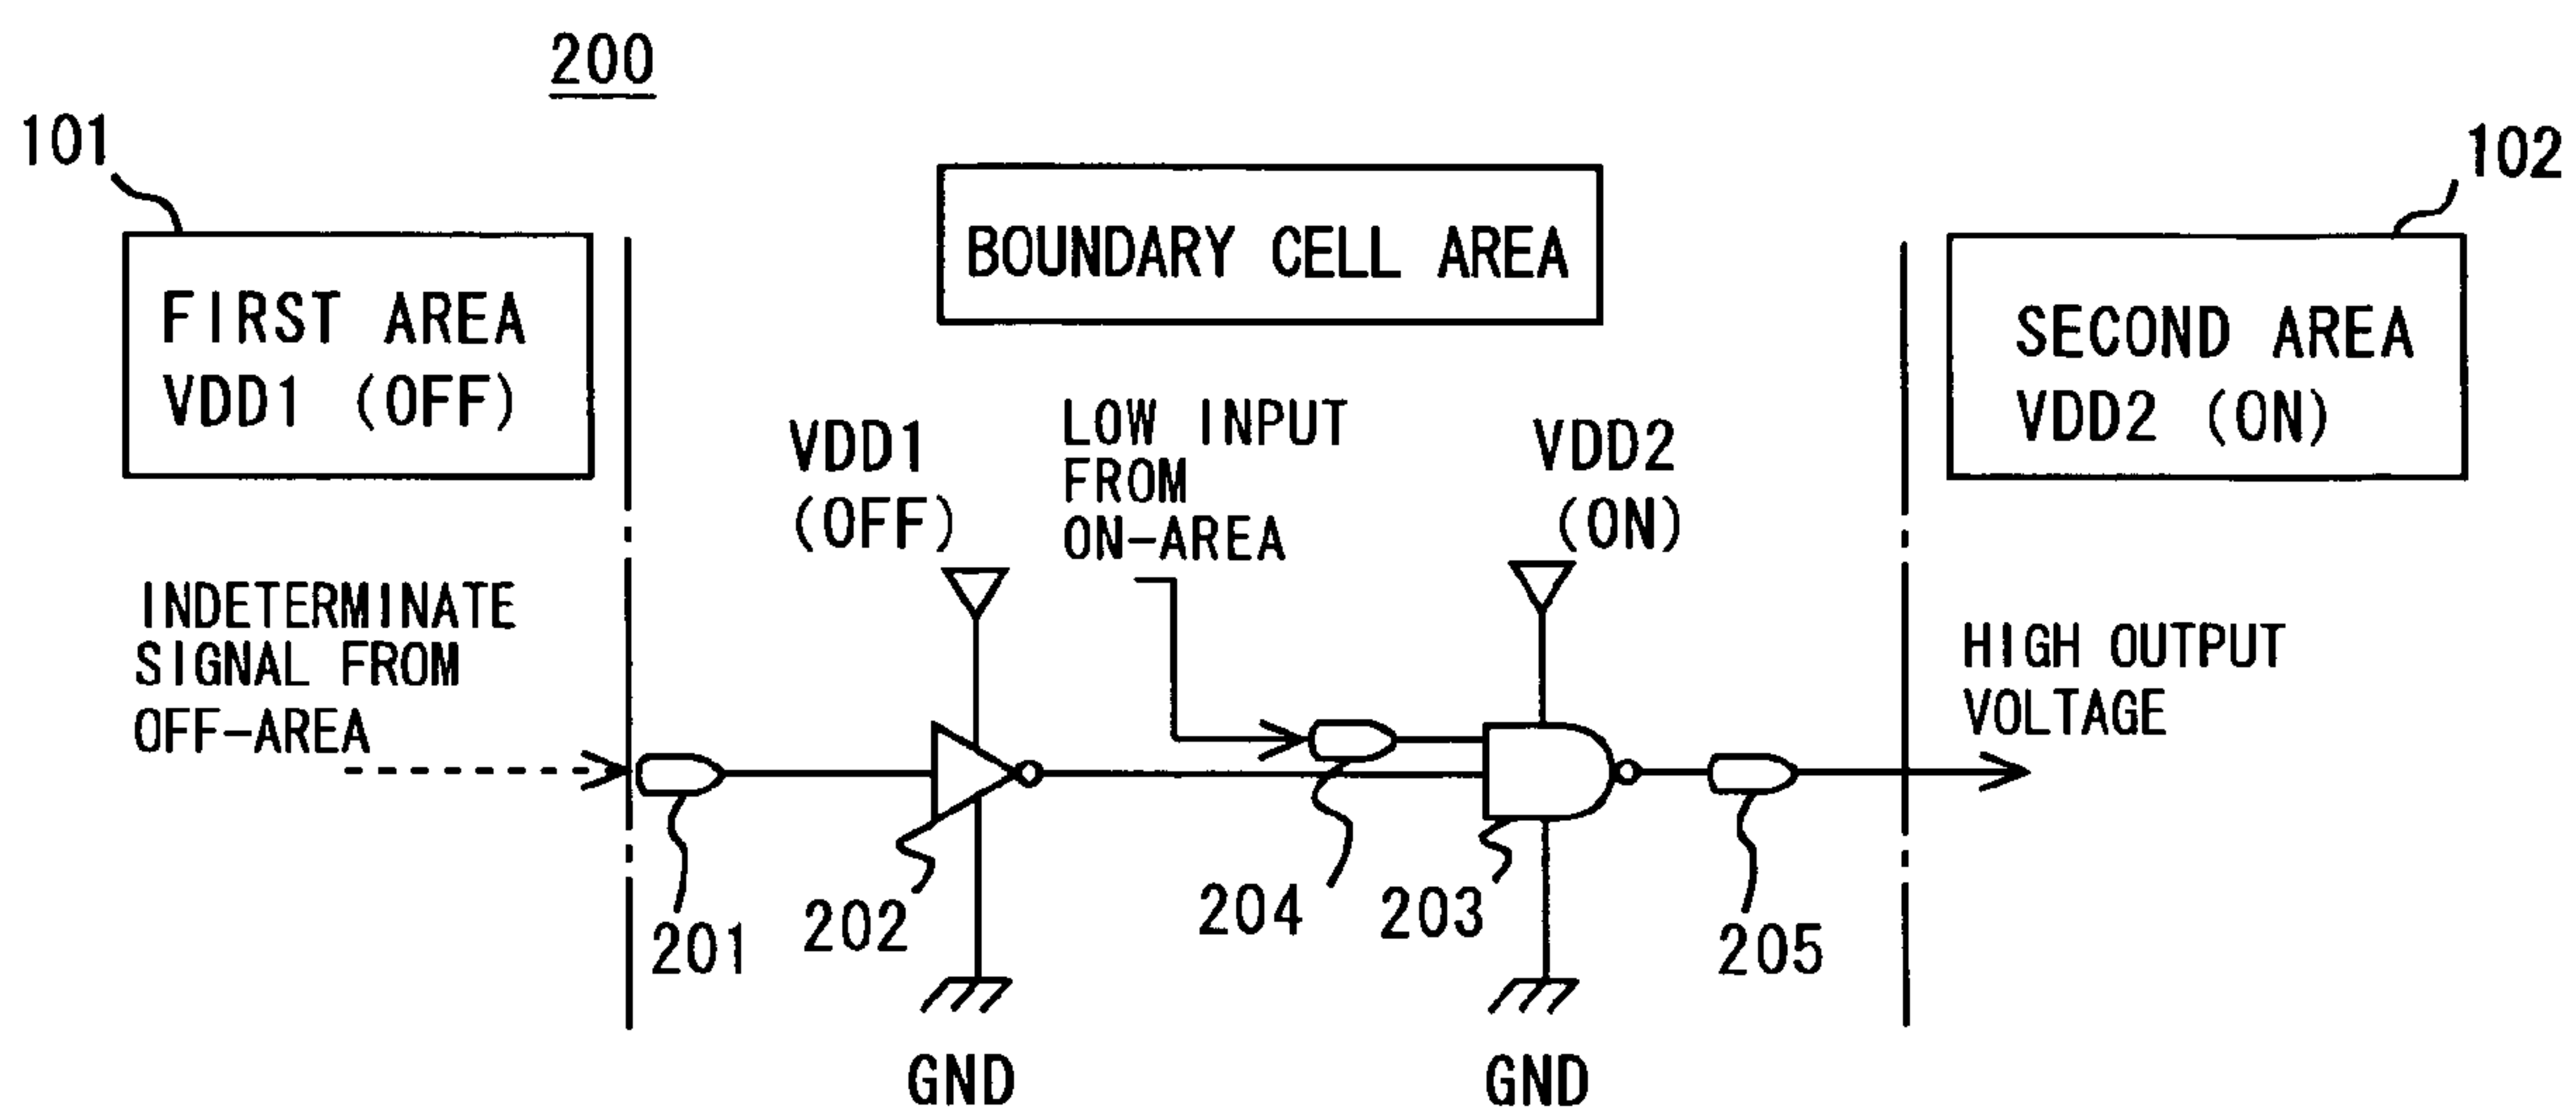 200
101
102
BOUNDARY CELL AREA
FIRST AREA
VDD1 (OFF)
SECOND AREA
VDD2 (ON)
VDD1
(OFF)
LOW INPUT
FROM
ON-AREA
VDD2
(ON)
INDETERMINATE
SIGNAL FROM
OFF-AREA
HIGH OUTPUT
VOLTAGE
201
202
204
203
205
GND
GND